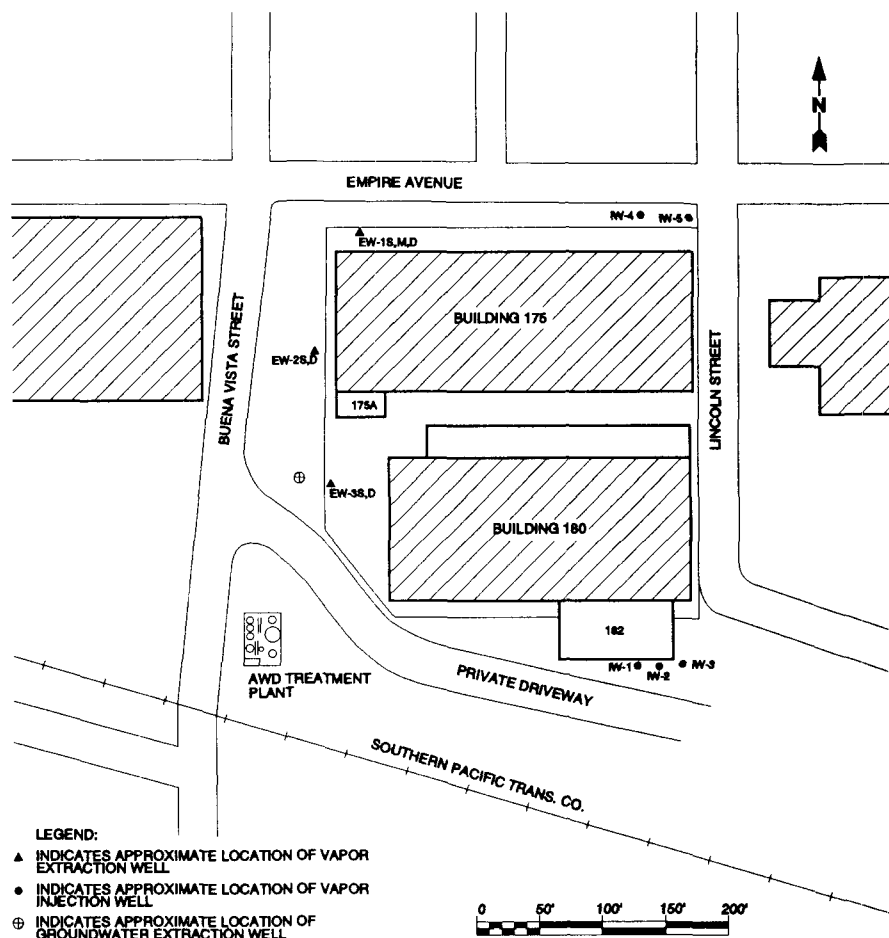 N
EMPIRE AVENUE
IW-4
IW-5
EW-1S,M,D
BUILDING 175
EW-2S,D
BUENA VISTA STREET
LINCOLN STREET
175A
EW-3S,D
BUILDING 180
182
IW-1
IW-2
IW-3
AWD TREATMENT
PLANT
PRIVATE DRIVEWAY
SOUTHERN PACIFIC TRANS. CO.
LEGEND:
INDICATES APPROXIMATE LOCATION OF VAPOR
EXTRACTION WELL
INDICATES APPROXIMATE LOCATION OF VAPOR
INJECTION WELL
INDICATES APPROXIMATE LOCATION OF
GROUNDWATER EXTRACTION WELL
0 50' 100' 150' 200'